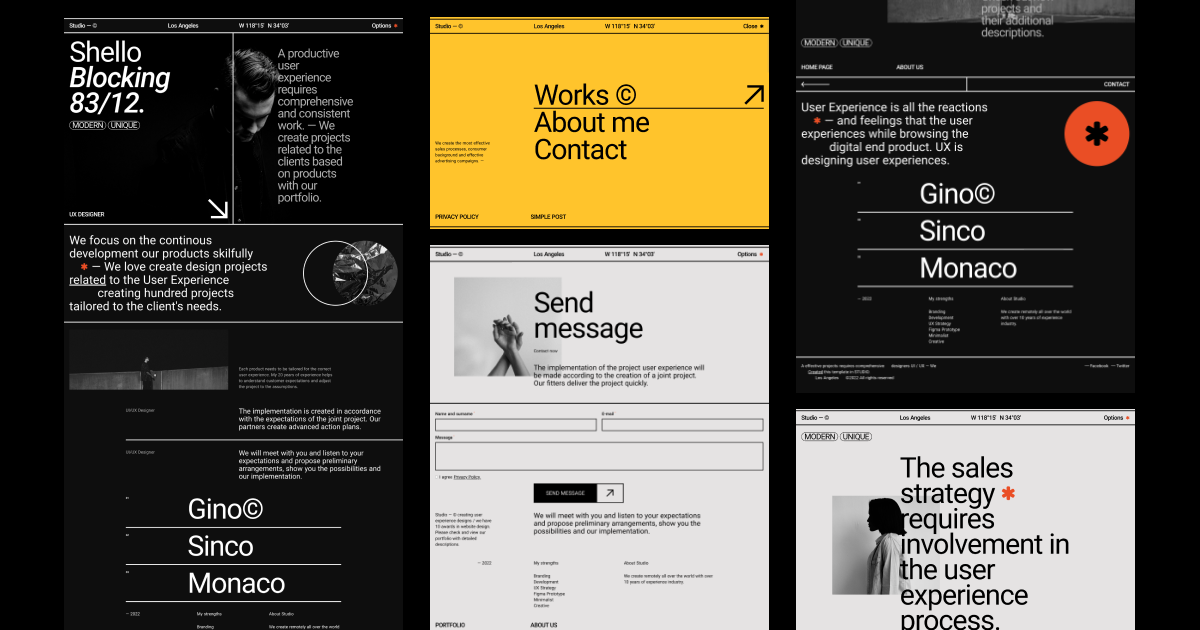 Studio — ©
Los Angeles
W 118°15' N 34°03'
Options *
Shello
Blocking
83/12.
MODERN UNIQUE
A productive
user
experience
requires
comprehensive
and consistent
work. — We
create projects
related to the
clients based
on products
with our
portfolio.
UX DESIGNER
We focus on the continous
development our products skilfully
* — We love create design projects
related to the User Experience
creating hundred projects
tailored to the client's needs.
Each product needs to be tailored for the correct
user experience. My 20 years of experience helps
to understand customer expectations and adjust
the project to the assumptions.
UI/UX Designer
The implementation is created in accordance
with the expectations of the joint project. Our
partners create advanced action plans.
UI/UX Designer
We will meet with you and listen to your
expectations and propose preliminary
arrangements, show you the possibilities and
our implementation.
Gino©
Sinco
Monaco
— 2022
My strengths
About Studio
Branding
We create remotely all over the world
Studio — ©
Los Angeles
W 118°15' N 34°03'
Close
Works ©
About me
Contact
We create the most effective
sales processes, consumer
background and effective
advertising campaigns. —
PRIVACY POLICY
SIMPLE POST
Studio — ©
Los Angeles
W 118°15' N 34°03'
Options *
Send
message
Contact now
The implementation of the project user experience will
be made according to the creation of a joint project.
Our fitters deliver the project quickly.
Name and surname
E-mail
Message
I agree Privacy Policy.
SEND MESSAGE
We will meet with you and listen to your expectations
and propose preliminary arrangements, show you the
possibilities and our implementation.
Studio — © creating user
experience designs / we have
10 awards in website design.
Please check and view our
portfolio with detailed
descriptions.
— 2022
My strengths
About Studio
Branding
Development
UX Strategy
Figma Prototype
Minimalist
Creative
We create remotely all over the world with over
10 years of experience industry.
PORTFOLIO
ABOUT US
projects and
their additional
descriptions.
MODERN UNIQUE
HOME PAGE
ABOUT US
CONTACT
User Experience is all the reactions
* — and feelings that the user
experiences while browsing the
digital end product. UX is
designing user experiences.
Gino©
Sinco
Monaco
— 2022
My strengths
About Studio
Branding
Development
UX Strategy
Figma Prototype
Minimalist
Creative
We create remotely all over the world
with over 10 years of experience
industry.
A effective projects requires comprehensive designers UI / UX — We
Created this template in STUDIO.
Los Angeles ©2022 All rights reserved
— Facebook — Twitter
Studio — ©
Los Angeles
W 118°15' N 34°03'
Options *
MODERN UNIQUE
The sales
strategy *
requires
involvement in
the user
experience
process.